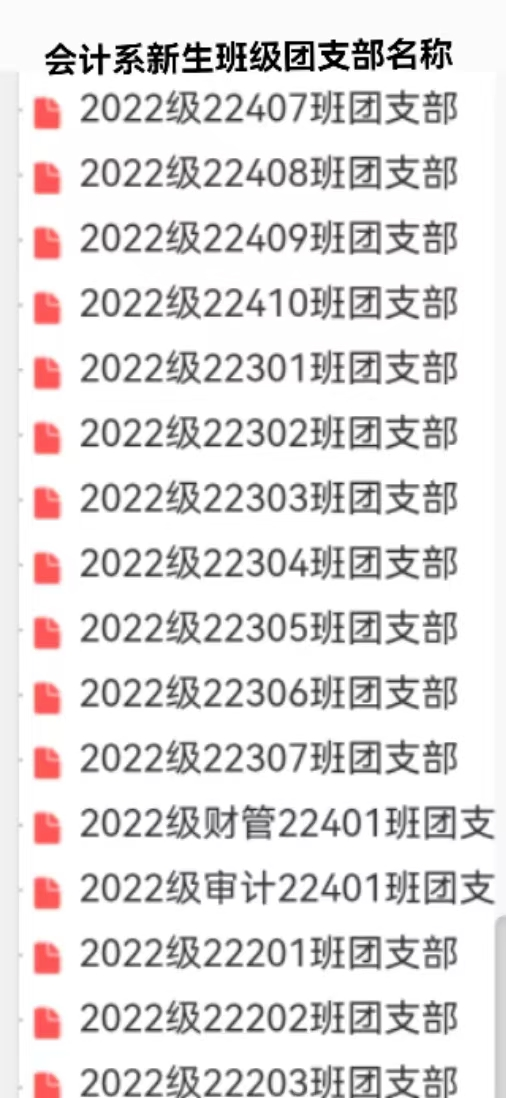 会计系新生班级团支部名称
2022级22407班团支部
2022级22408班团支部
2022级22409班团支部
2022级22410班团支部
2022级22301班团支部
2022级22302班团支部
2022级22303班团支部
2022级22304班团支部
2022级22305班团支部
2022级22306班团支部
2022级22307班团支部
2022级财管22401班团支
2022级审计22401班团支
2022级22201班团支部
2022级22202班团支部
2022级22203班团支部